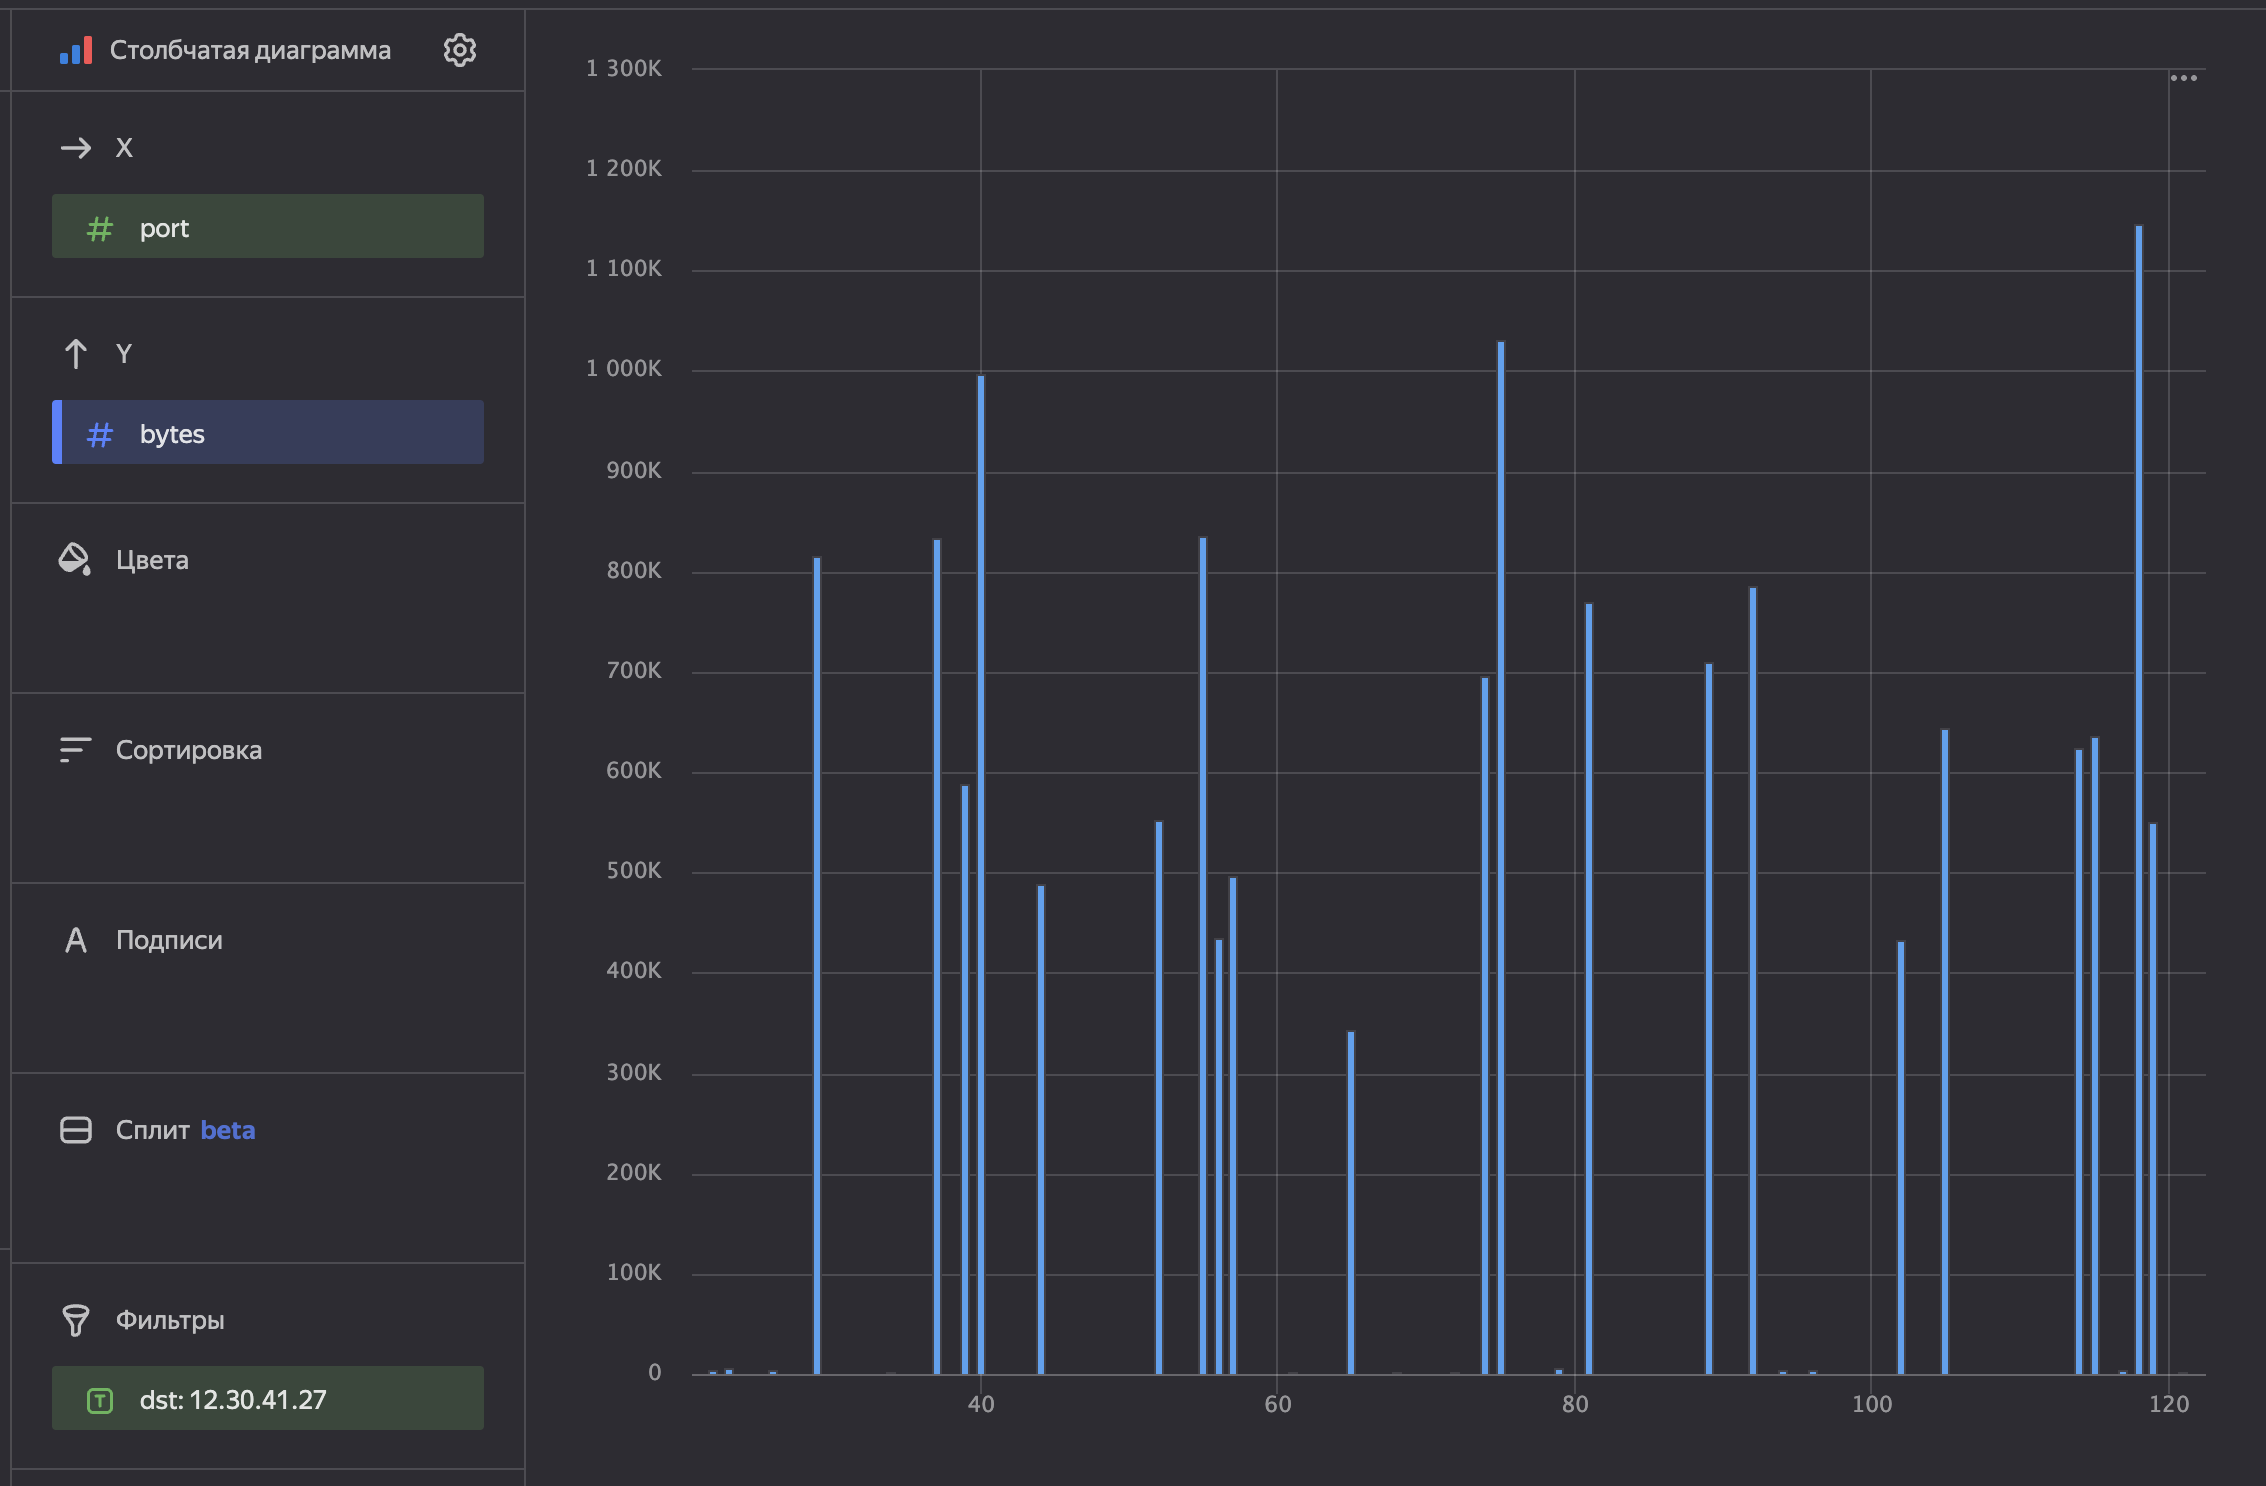 Столбчатая диаграмма
X
port
Y
bytes
Цвета
Сортировка
Подписи
Сплит beta
Фильтры
dst: 12.30.41.27
1 300K
1 200K
1 100K
1 000K
900K
800K
700K
600K
500K
400K
300K
200K
100K
0
40 60 80 100 120